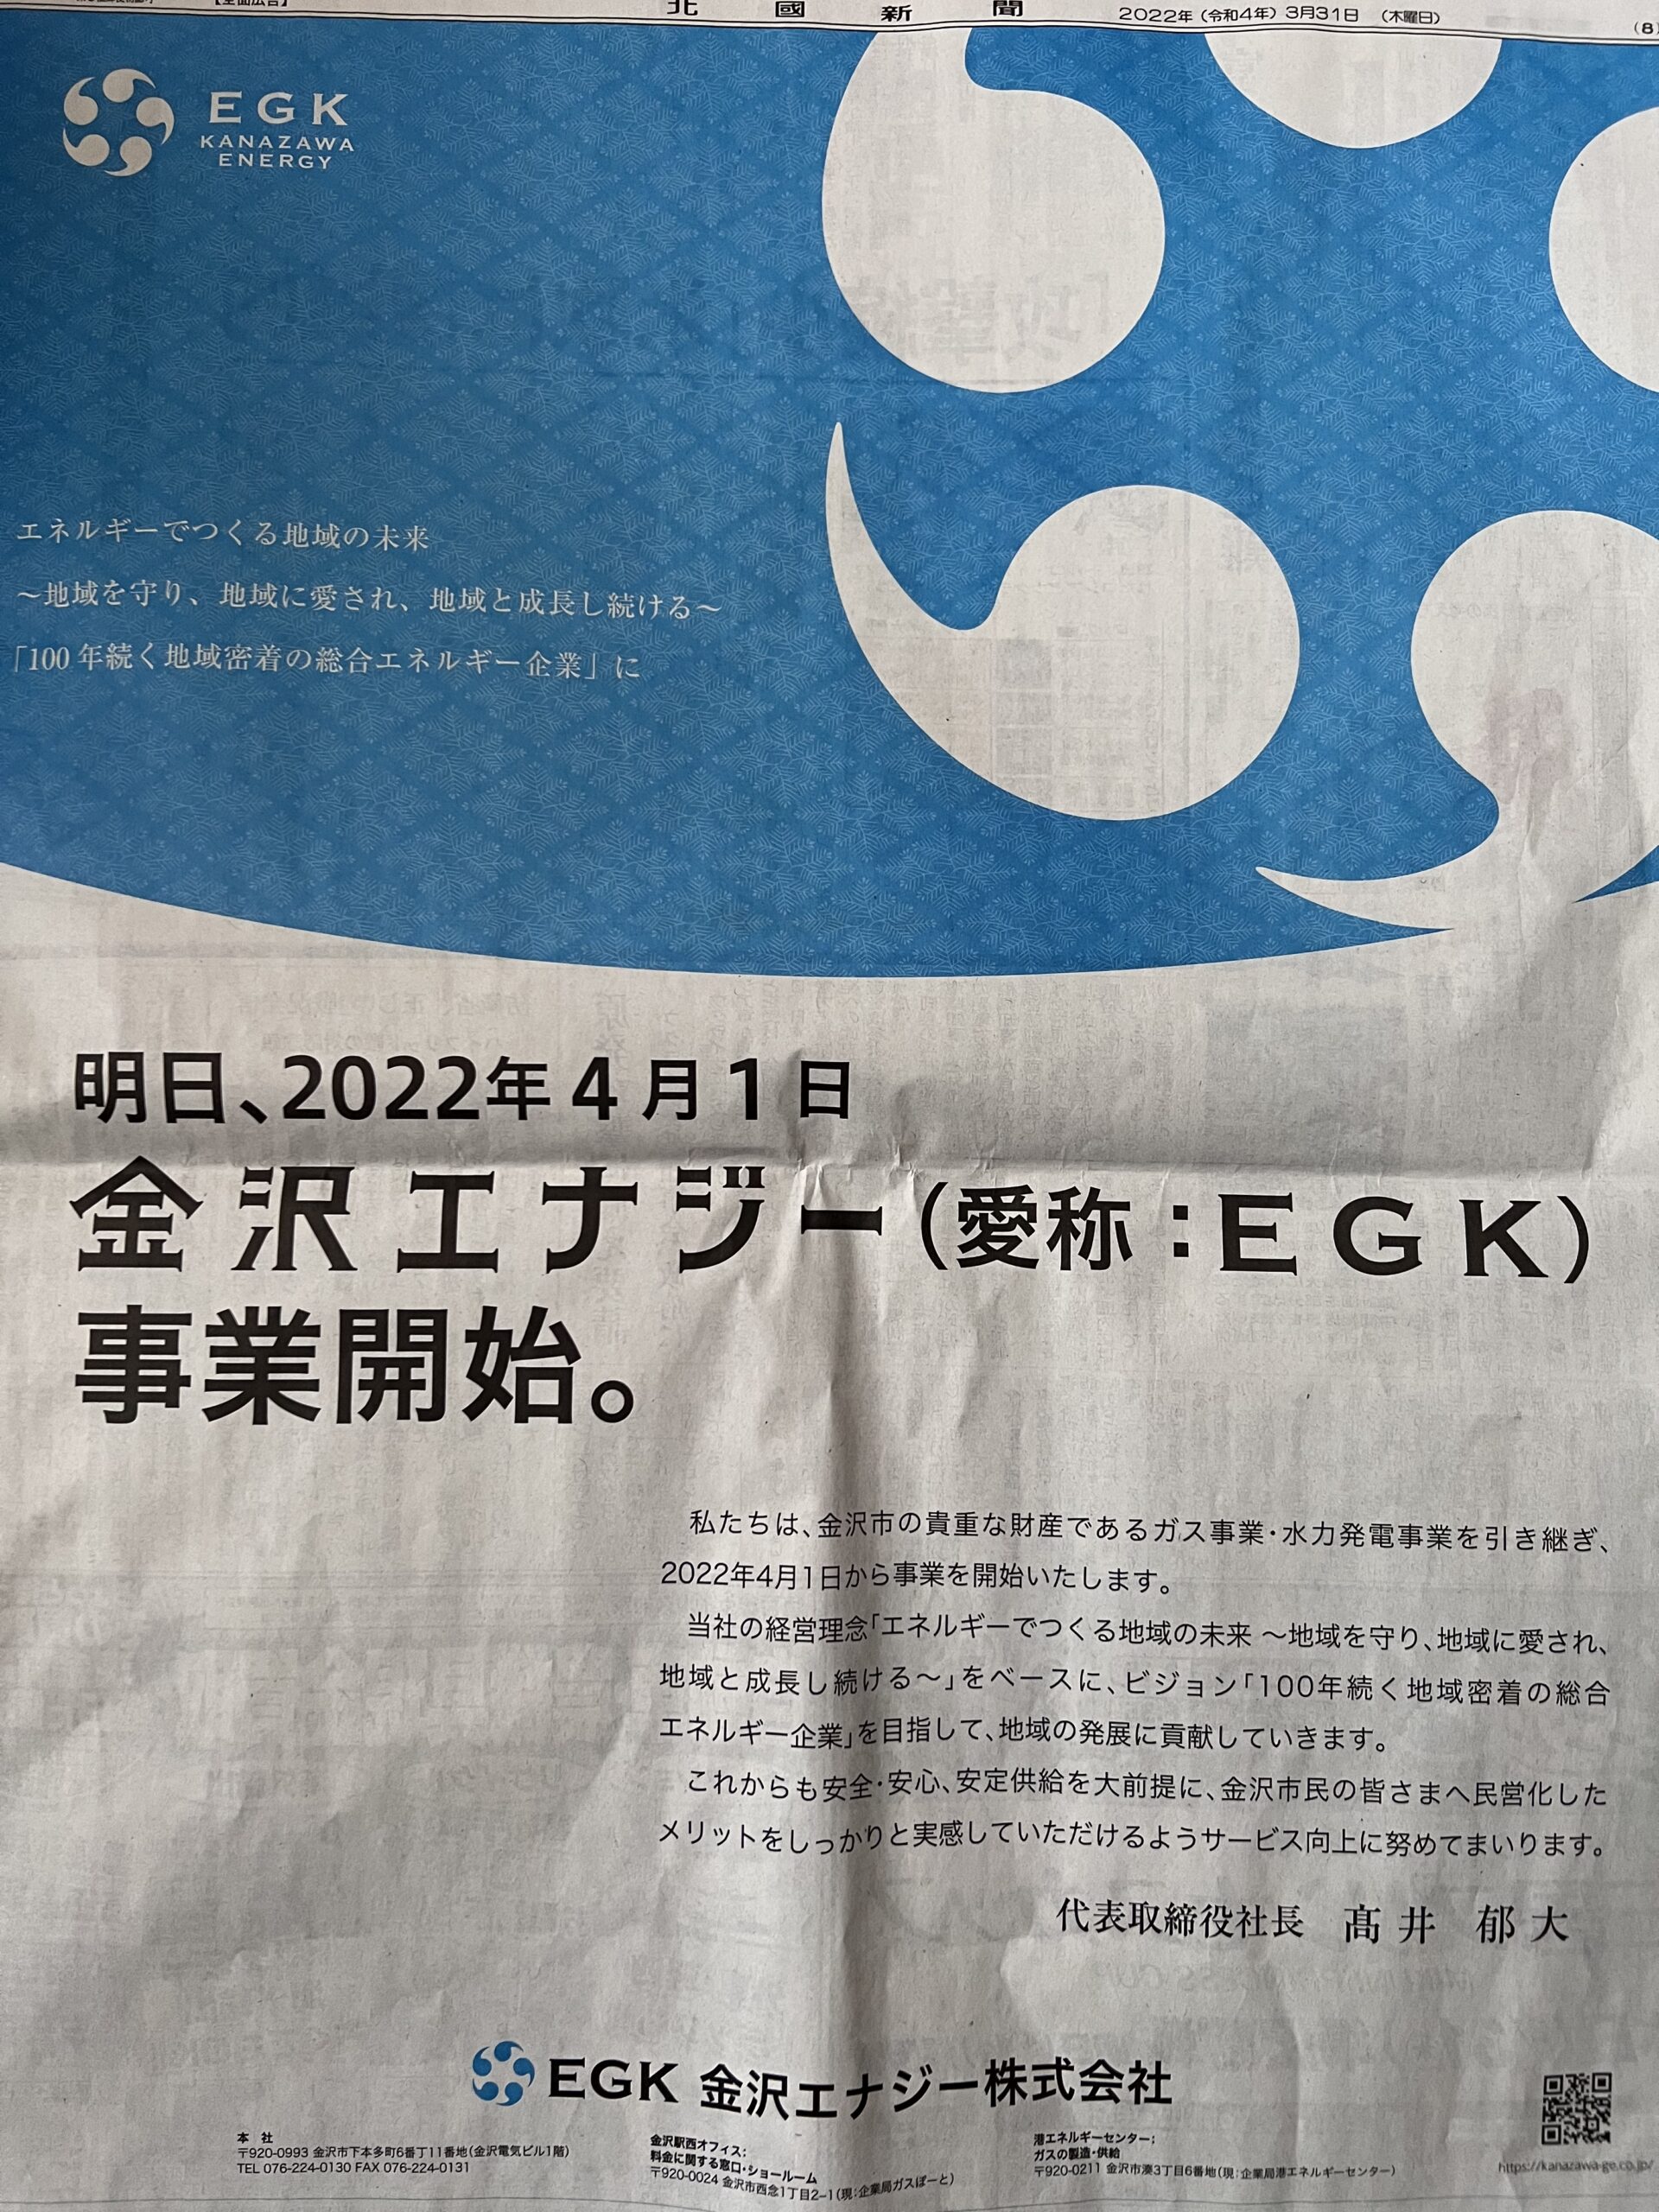 【全面広告】
北國新聞
2022年(令和4年)3月31日 (木曜日)
(8)
EGK
KANAZAWA
ENERGY
エネルギーでつくる地域の未来
〜地域を守り、地域に愛され、地域と成長し続ける〜
「100年続く地域密着の総合エネルギー企業」に
明日、2022年4月1日
金沢エナジー(愛称:EGK)
事業開始。
私たちは、金沢市の貴重な財産であるガス事業・水力発電事業を引き継ぎ、
2022年4月1日から事業を開始いたします。
当社の経営理念「エネルギーでつくる地域の未来 〜地域を守り、地域に愛され、
地域と成長し続ける〜」をベースに、ビジョン「100年続く地域密着の総合
エネルギー企業」を目指して、地域の発展に貢献していきます。
これからも安全・安心、安定供給を大前提に、金沢市民の皆さまへ民営化した
メリットをしっかりと実感していただけるようサービス向上に努めてまいります。
代表取締役社長 髙井 郁大
EGK 金沢エナジー株式会社
本 社
〒920-0993 金沢市下本多町6番丁11番地(金沢電気ビル1階)
TEL 076-224-0130 FAX 076-224-0131
金沢駅西オフィス:
料金に関する窓口・ショールーム
〒920-0024 金沢市西念1丁目2-1(現:企業局ガスぽーと)
港エネルギーセンター:
ガスの製造・供給
〒920-0211 金沢市湊3丁目6番地(現:企業局港エネルギーセンター)
https://kanazawa-ge.co.jp/